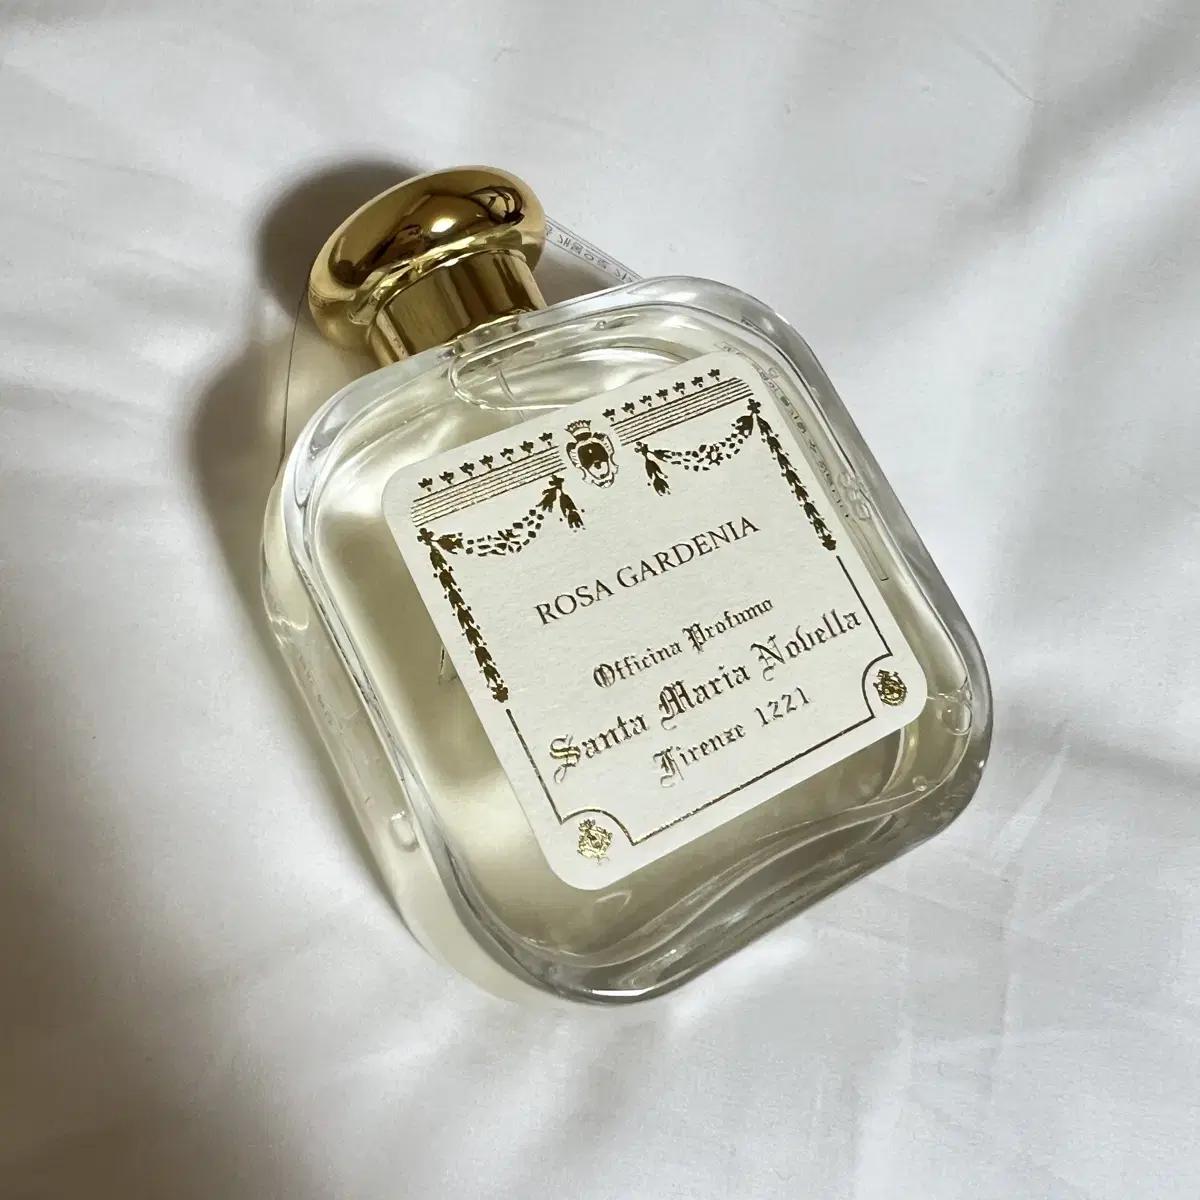 ROSA GARDENIA
Officina Profumo
Santa Maria Novella
Firenze 1221